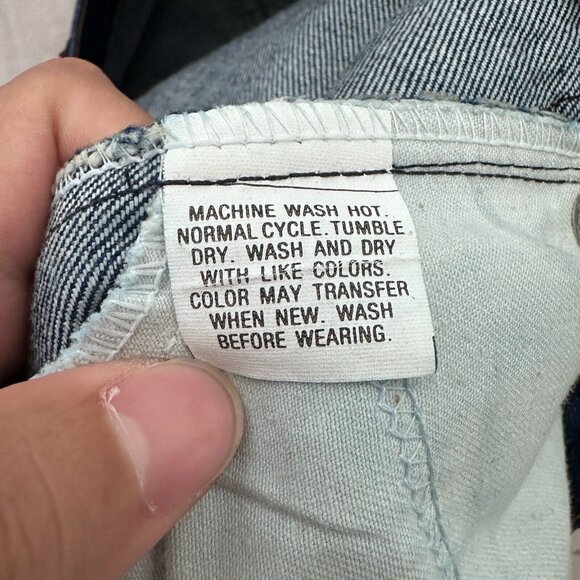 MACHINE WASH HOT.
NORMAL CYCLE. TUMBLE
DRY. WASH AND DRY
WITH LIKE COLORS.
COLOR MAY TRANSFER
WHEN NEW. WASH
BEFORE WEARING.